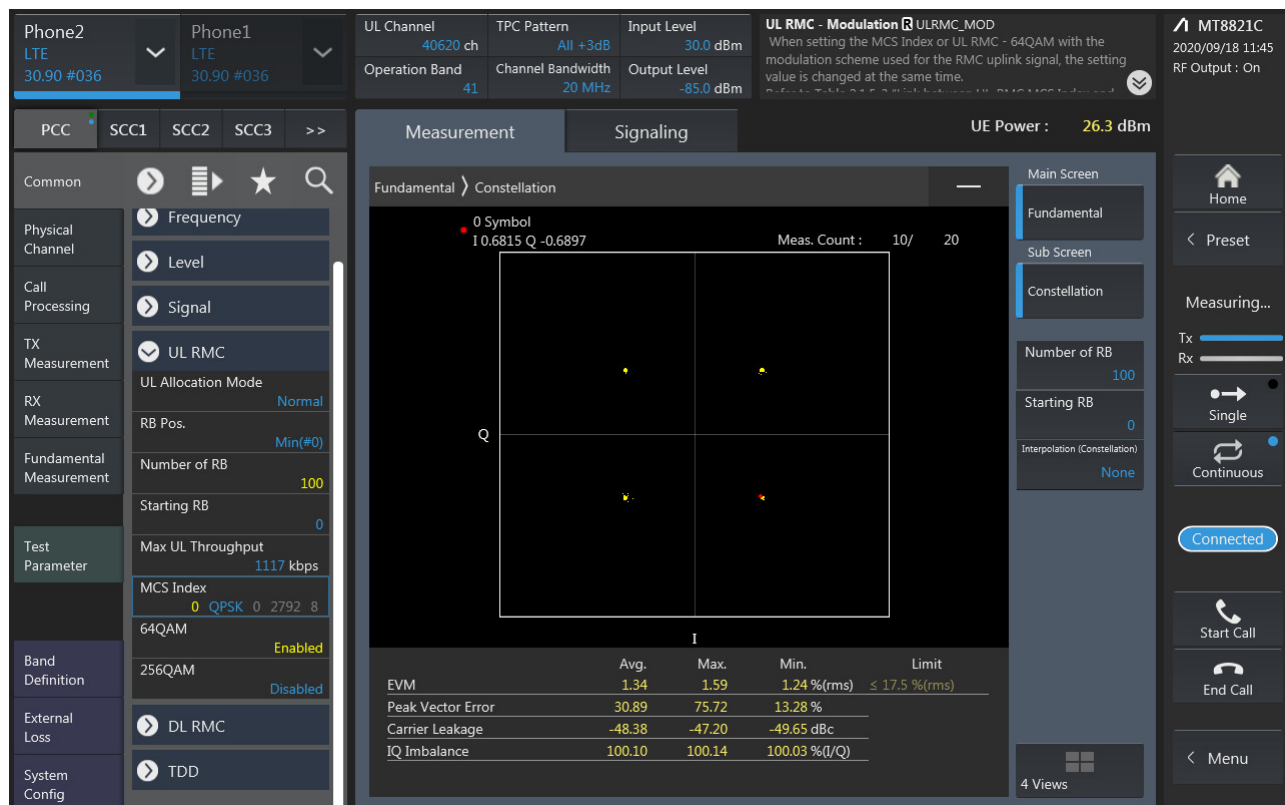 Phone2
LTE
30.90 #036
Phone1
LTE
30.90 #036
UL Channel
40620 ch
TPC Pattern
All +3dB
Input Level
30.0 dBm
Operation Band
41
Channel Bandwidth
20 MHz
Output Level
-85.0 dBm
UL RMC - Modulation R ULRMC_MOD
When setting the MCS Index or UL RMC -
64QAM with the
modulation scheme used for the RMC uplink signal, the setting
value is changed at the same time.
MT8821C
2020/09/18 11:45
RF Output : On
PCC SCC1 SCC2 SCC3 >>
Measurement
Signaling
UE Power : 26.3 dBm
Common
Physical
Channel
Call
Processing
TX
Measurement
RX
Measurement
Fundamental
Measurement
Test
Parameter
Band
Definition
External
Loss
System
Config
Frequency
Level
Signal
UL RMC
UL Allocation Mode
Normal
RB Pos.
Min(#0)
Number of RB
100
Starting RB
0
Max UL Throughput
1117 kbps
MCS Index
0 QPSK 0 2792 8
64QAM
Enabled
256QAM
Disabled
DL RMC
TDD
Fundamental Constellation
0 Symbol
I 0.6815 Q -0.6897
Meas. Count : 10/ 20
Q
I
Avg. Max. Min. Limit
EVM 1.34 1.59 1.24 %(rms) ≤ 17.5 %(rms)
Peak Vector Error 30.89 75.72 13.28 %
Carrier Leakage -48.38 -47.20 -49.65 dBc
IQ Imbalance 100.10 100.14 100.03 %(I/Q)
Main Screen
Fundamental
Sub Screen
Constellation
Number of RB
100
Starting RB
0
Interpolation (Constellation)
None
4 Views
Home
< Preset
Measuring...
Tx
Rx
Single
Continuous
Connected
Start Call
End Call
< Menu